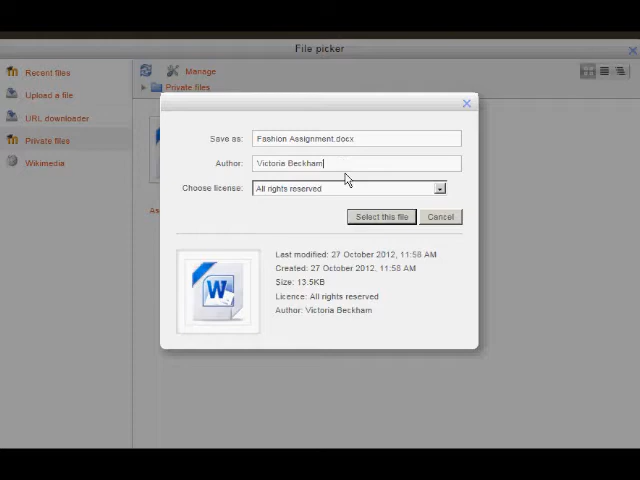 File picker
Recent files
Upload a file
URL downloader
Private files
Wikimedia
Manage
Private files
Save as: Fashion Assignment.docx
Author: Victoria Beckham
Choose license: All rights reserved
Select this file
Cancel
W
Last modified: 27 October 2012, 11:58 AM
Created: 27 October 2012, 11:58 AM
Size: 13.5KB
Licence: All rights reserved
Author: Victoria Beckham